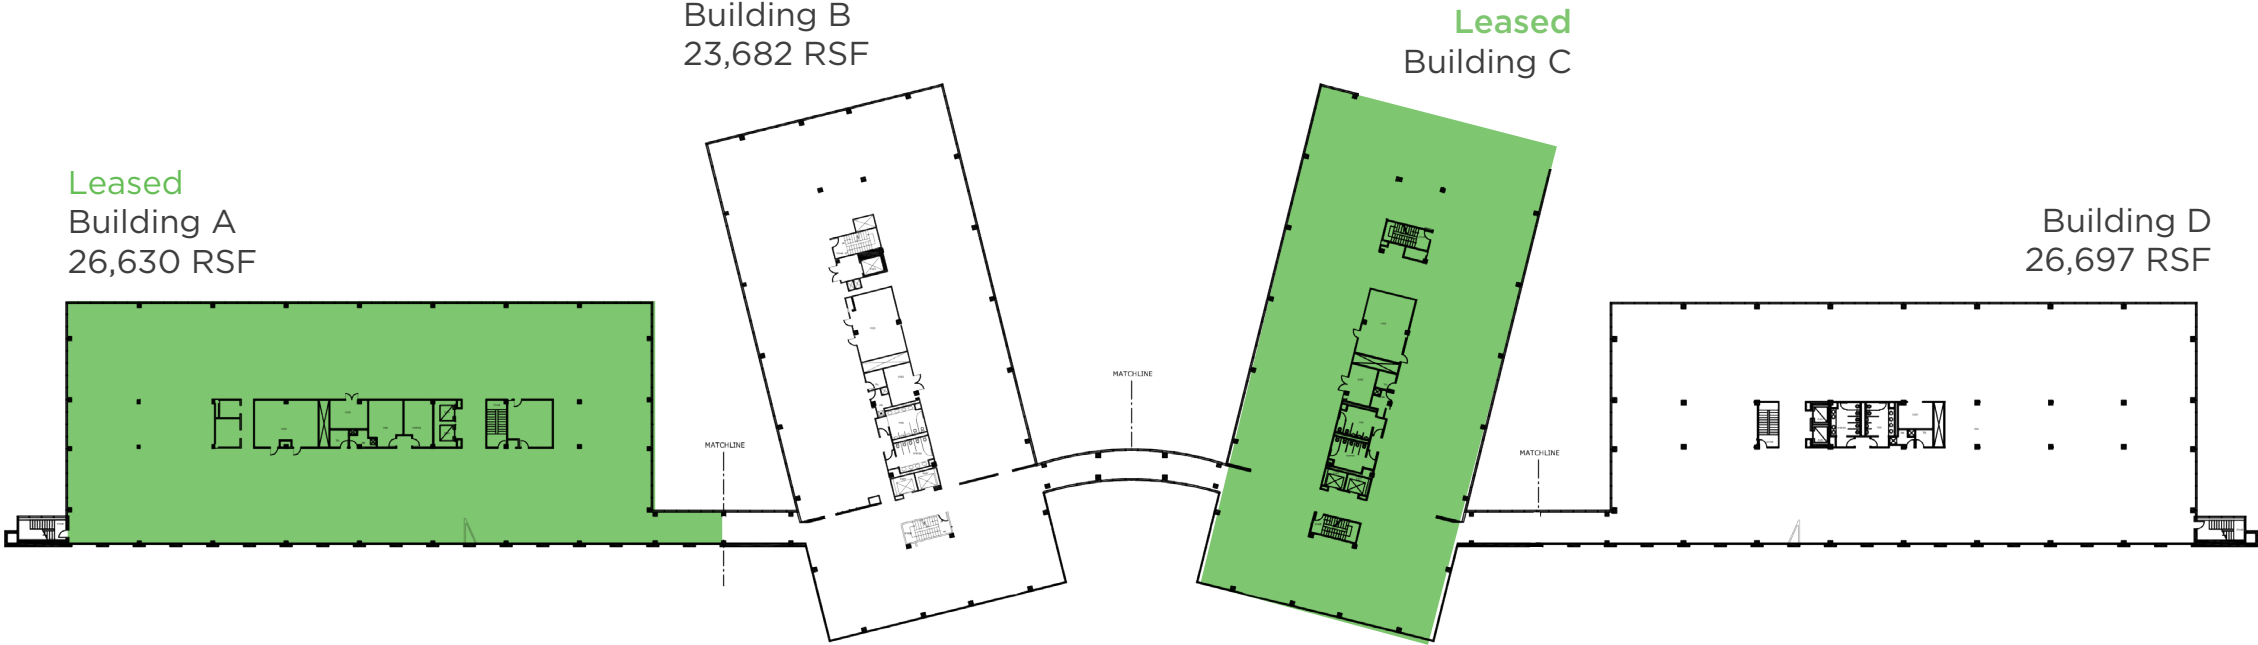 Building B
23,682 RSF
Leased
Building C
Leased
Building A
26,630 RSF
Building D
26,697 RSF
MATCHLINE
MATCHLINE
MATCHLINE